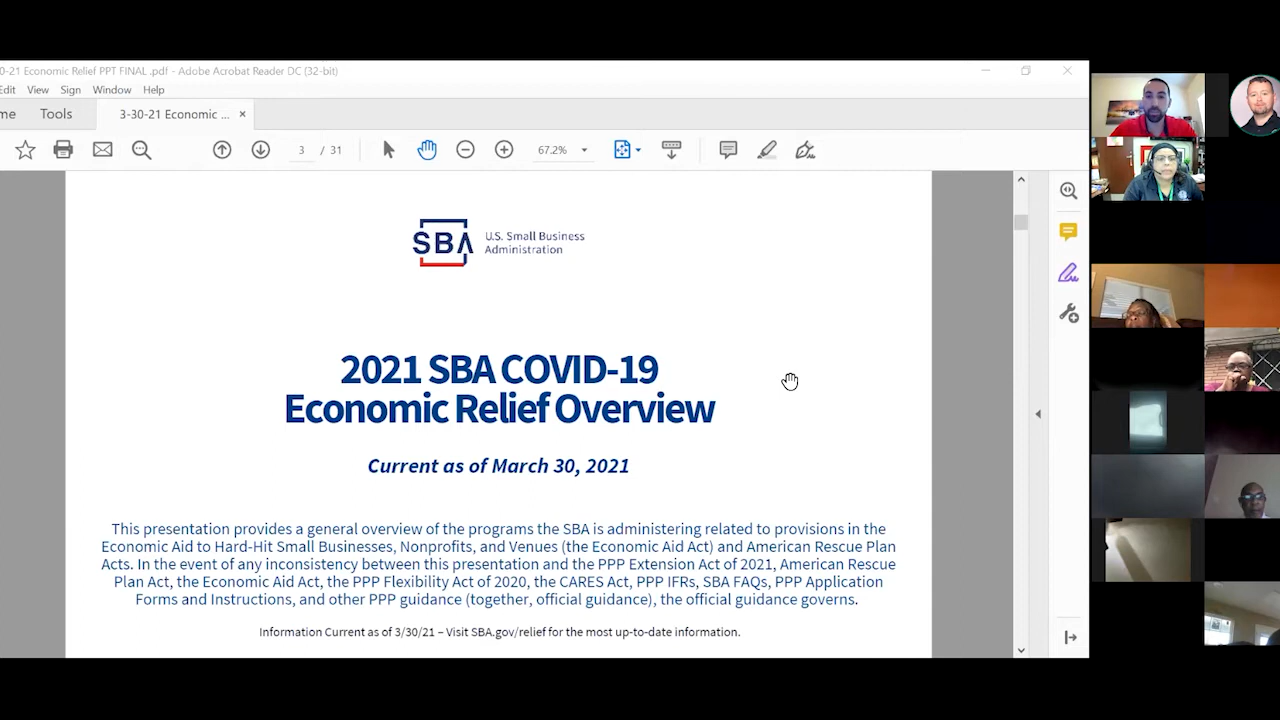 0-21 Economic Relief PPT FINAL .pdf - Adobe Acrobat Reader DC (32-bit)
Edit View Sign Window Help
me Tools 3-30-21 Economic ... ×
3 / 31 67.2%
SBA U.S. Small Business
Administration
2021 SBA COVID-19
Economic Relief Overview
Current as of March 30, 2021
This presentation provides a general overview of the programs the SBA is administering related to provisions in the
Economic Aid to Hard-Hit Small Businesses, Nonprofits, and Venues (the Economic Aid Act) and American Rescue Plan
Acts. In the event of any inconsistency between this presentation and the PPP Extension Act of 2021, American Rescue
Plan Act, the Economic Aid Act, the PPP Flexibility Act of 2020, the CARES Act, PPP IFRs, SBA FAQs, PPP Application
Forms and Instructions, and other PPP guidance (together, official guidance), the official guidance governs.
Information Current as of 3/30/21 – Visit SBA.gov/relief for the most up-to-date information.